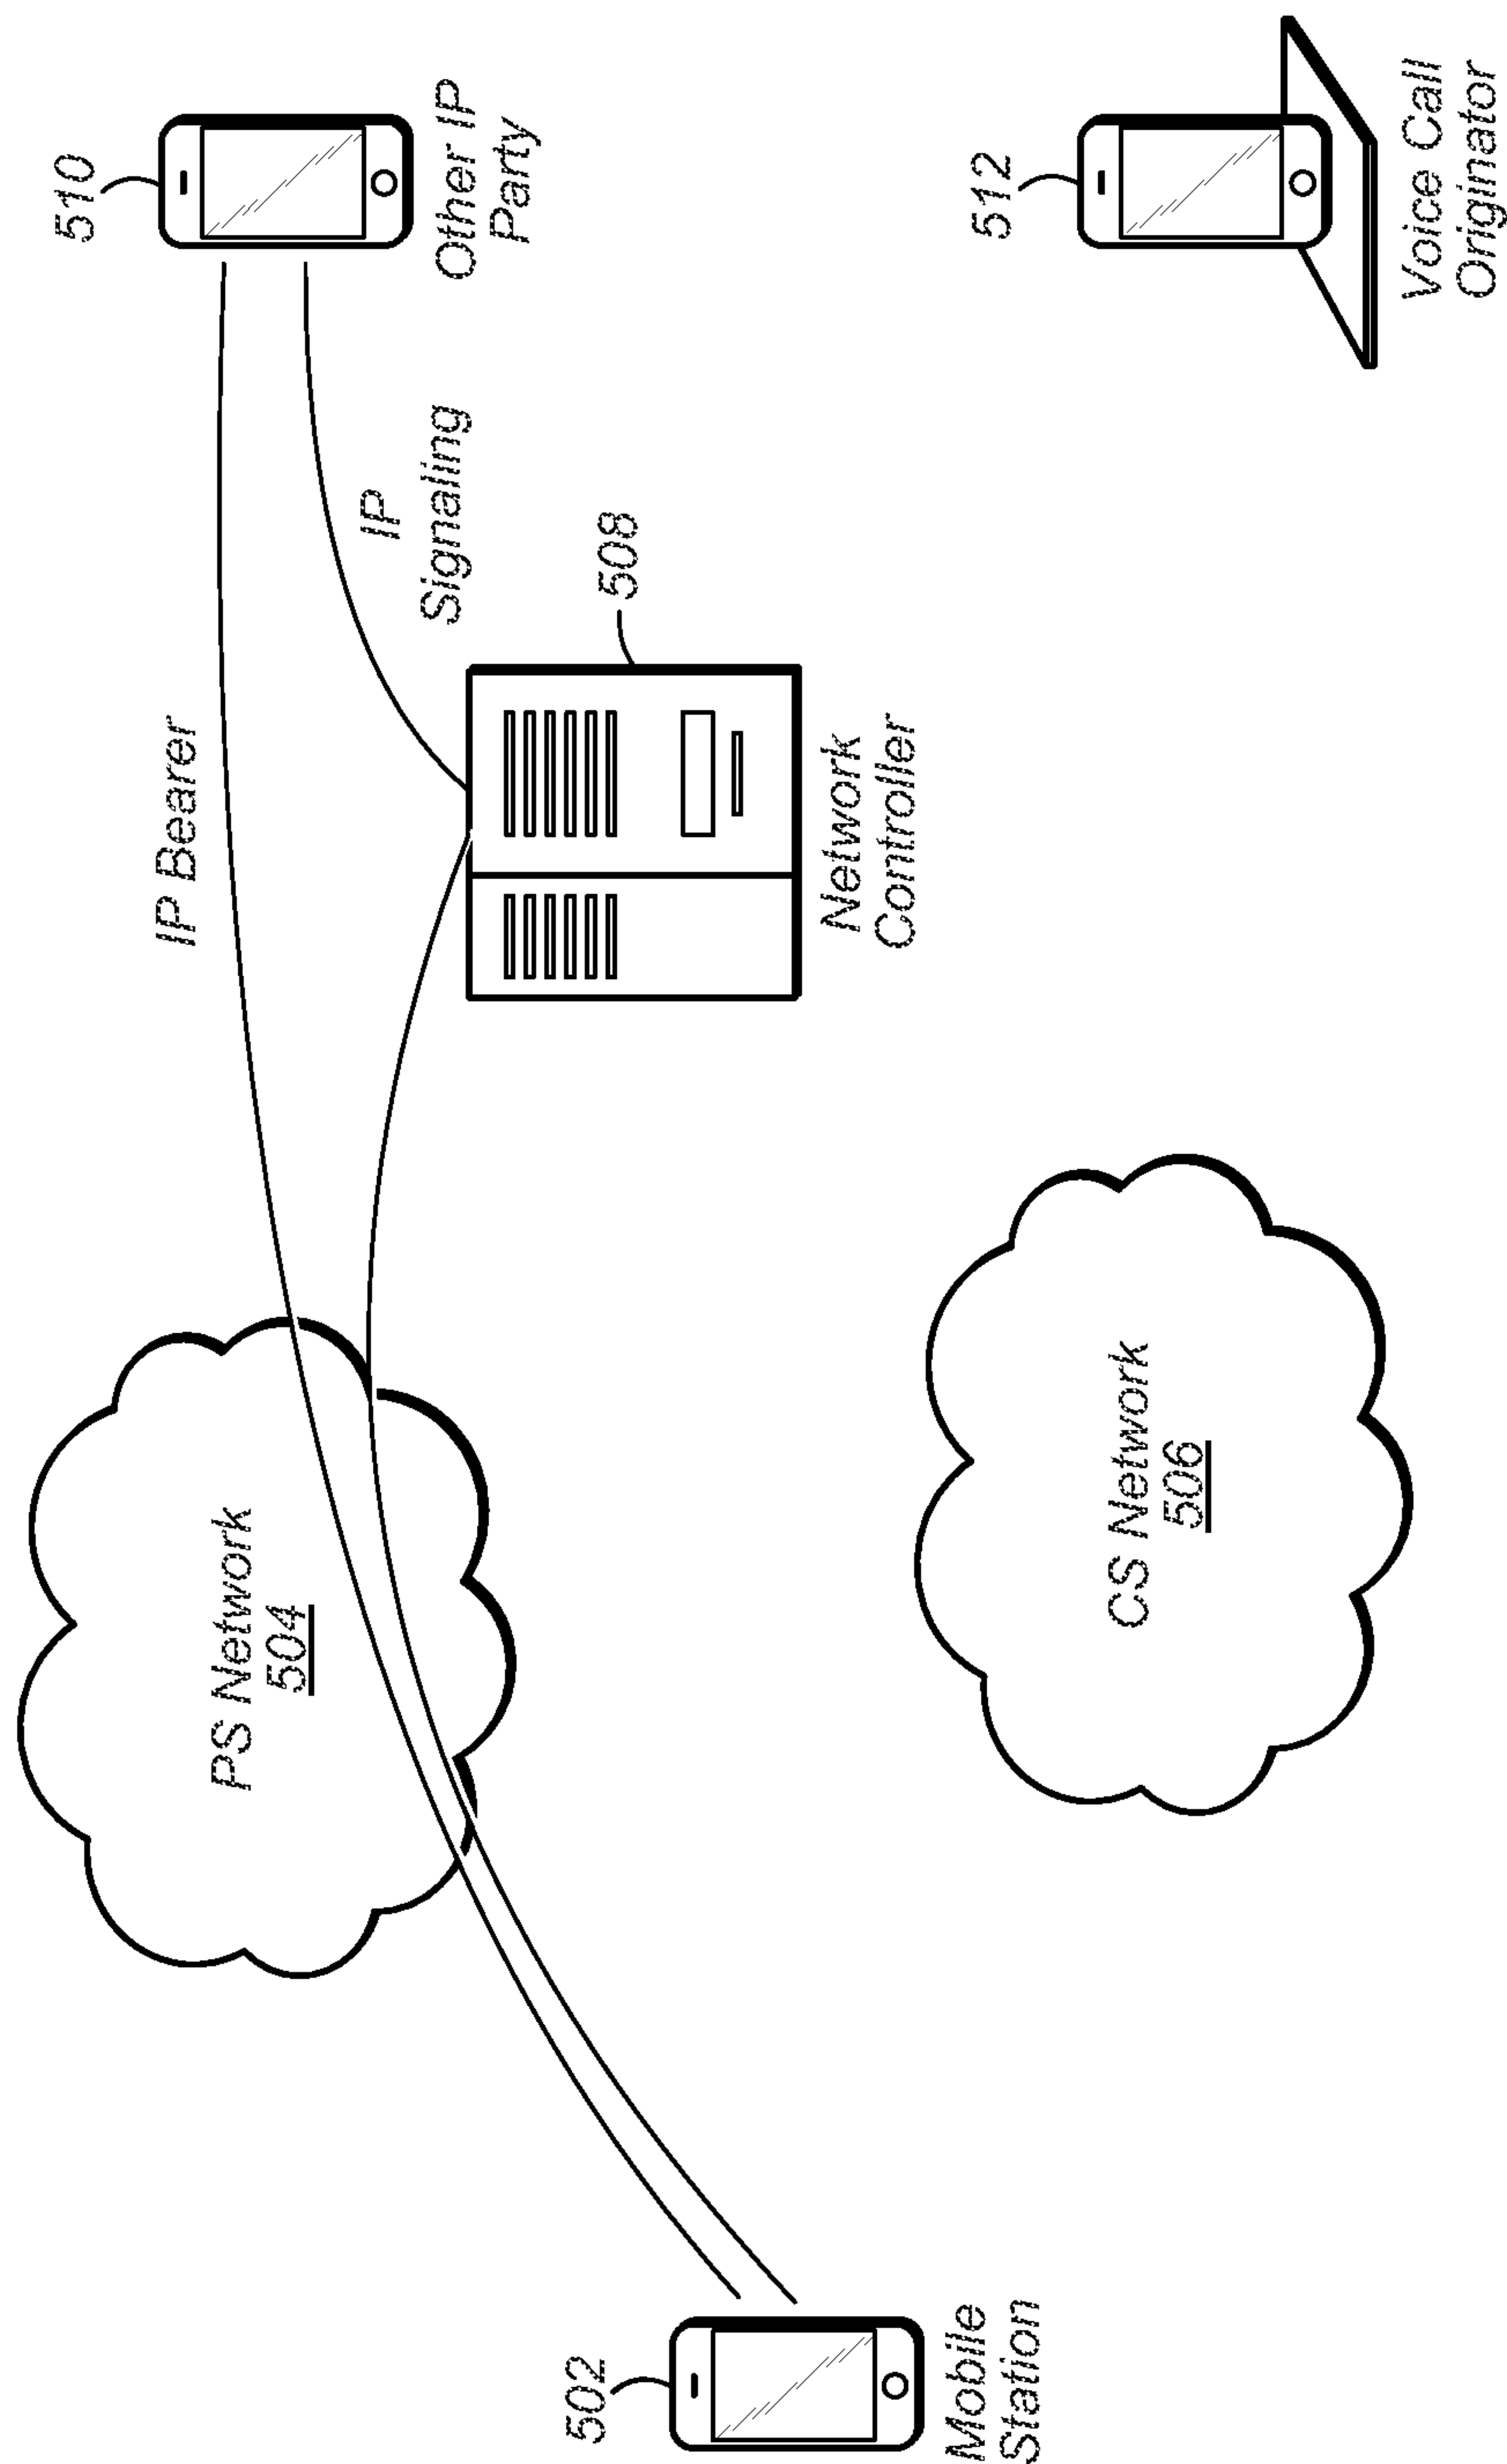 510
Other IP
Party
IP Bearer
IP
Signaling
508
Network
Controller
PS Network
504
502
Mobile
Station
CS Network
506
512
Voice Call
Originator